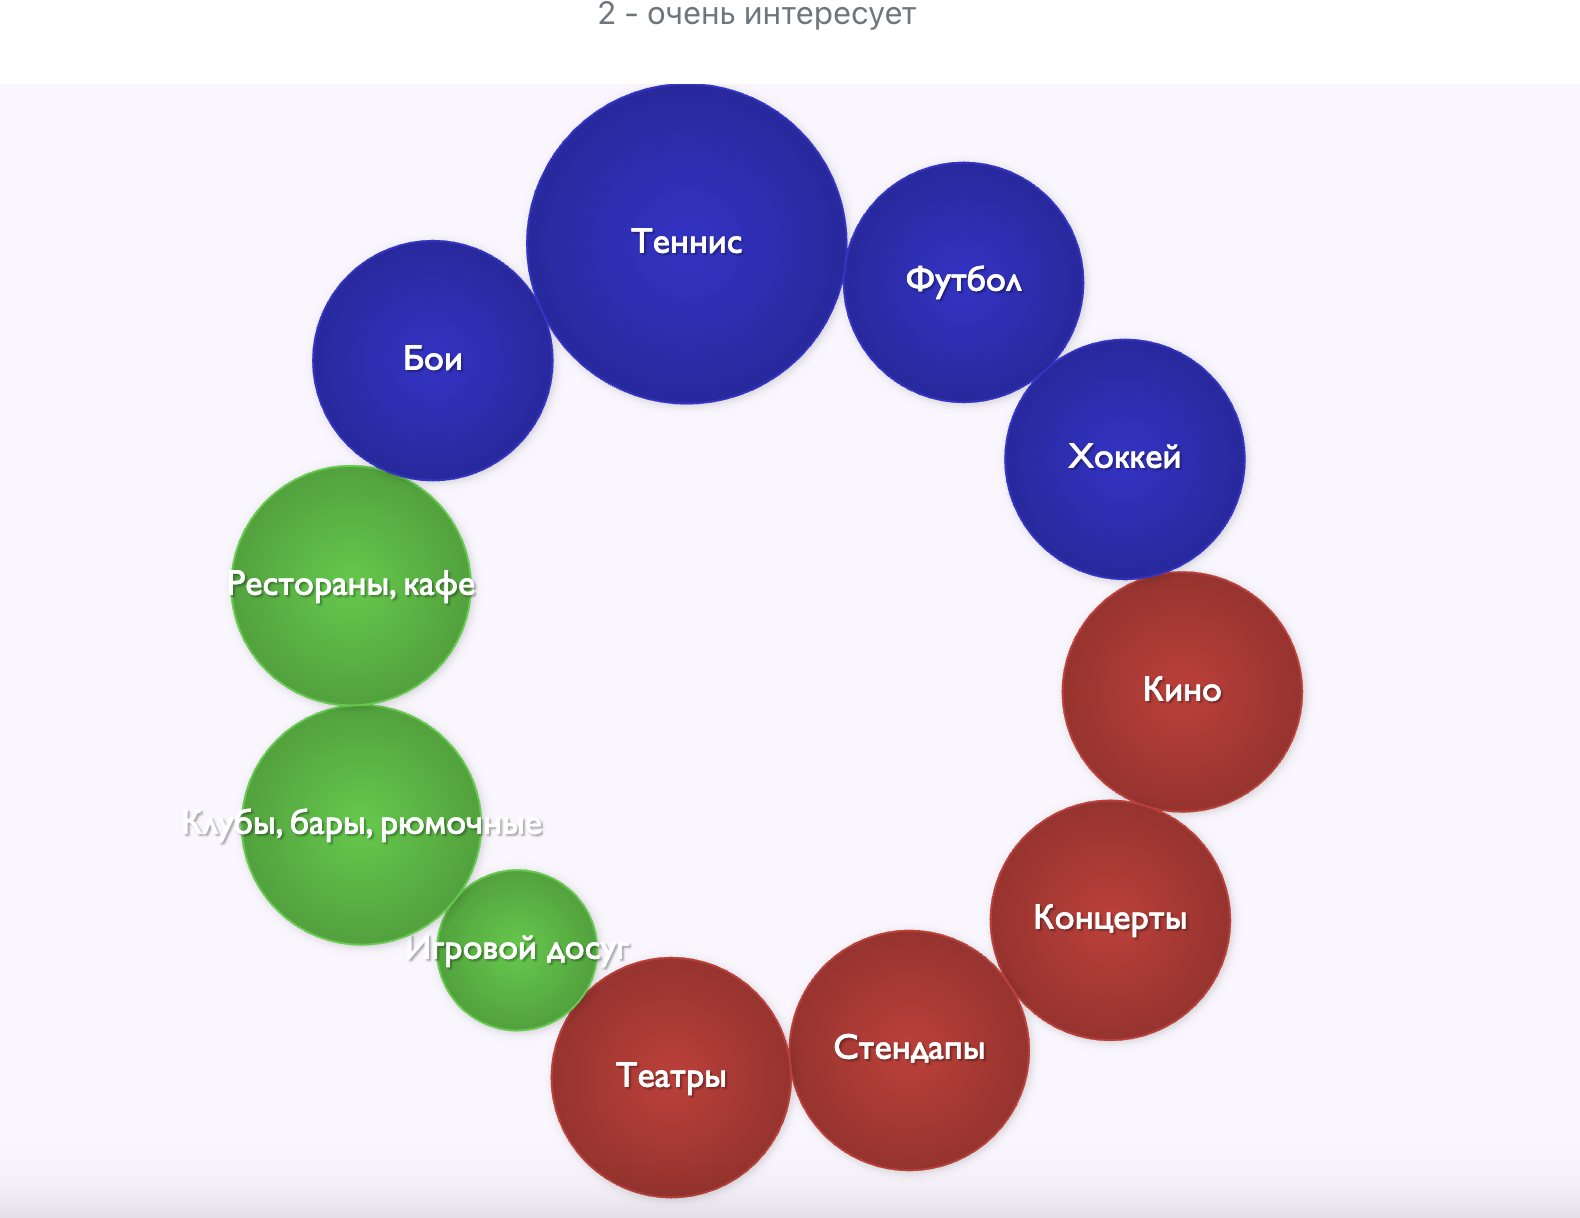 2 - очень интересует
Теннис
Футбол
Бои
Хоккей
Рестораны, кафе
Кино
Клубы, бары, рюмочные
Концерты
Игровой досуг
Стендапы
Театры